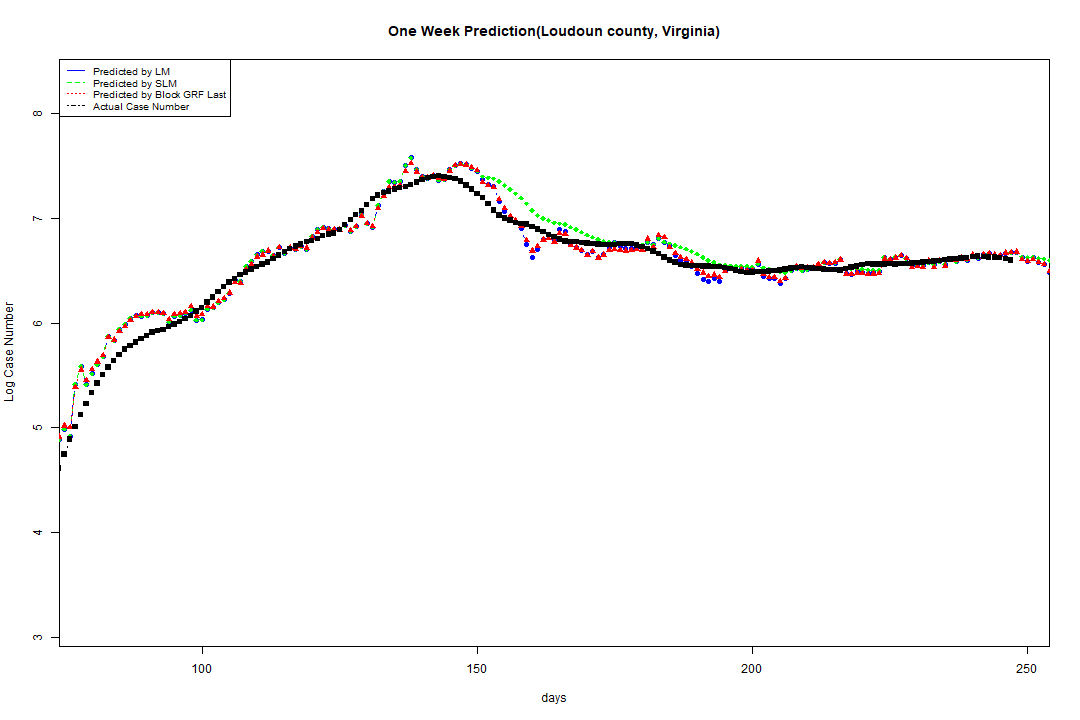 One Week Prediction(Loudoun county, Virginia)
Predicted by LM
Predicted by SLM
Predicted by Block GRF Last
Actual Case Number
8
7
6
5
4
3
Log Case Number
100
150
200
250
days